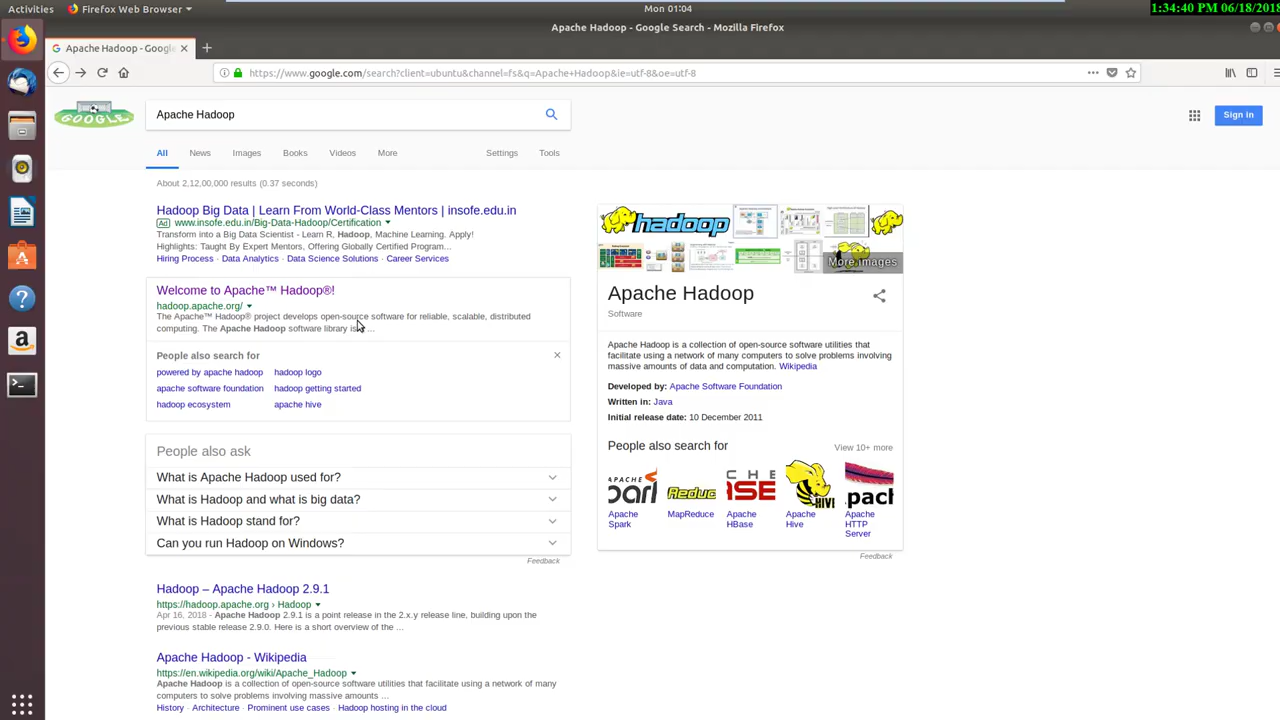 Activities
Firefox Web Browser
Mon 01:04
1:34:40 PM 06/18/2018
Apache Hadoop - Google Search - Mozilla Firefox
Apache Hadoop - Goog
https://www.google.com/search?client=ubuntu&channel=fs&q=Apache+Hadoop&ie=utf-8&oe=utf-8
GOOGLE
Apache Hadoop
Sign in
All News Images Books Videos More Settings Tools
About 2,12,00,000 results (0.37 seconds)
Hadoop Big Data | Learn From World-Class Mentors | insofe.edu.in
Ad www.insofe.edu.in/Big-Data-Hadoop/Certification
Transform into a Big Data Scientist - Learn R, Hadoop, Machine Learning. Apply!
Highlights: Taught By Expert Mentors, Offering Globally Certified Program...
Hiring Process · Data Analytics · Data Science Solutions · Career Services
Welcome to Apache™ Hadoop®!
hadoop.apache.org/
The Apache™ Hadoop® project develops open-source software for reliable, scalable, distributed
computing. The Apache Hadoop software library is ...
People also search for
powered by apache hadoop hadoop logo
apache software foundation hadoop getting started
hadoop ecosystem apache hive
People also ask
What is Apache Hadoop used for?
What is Hadoop and what is big data?
What is Hadoop stand for?
Can you run Hadoop on Windows?
Feedback
Hadoop – Apache Hadoop 2.9.1
https://hadoop.apache.org › Hadoop
Apr 16, 2018 - Apache Hadoop 2.9.1 is a point release in the 2.x.y release line, building upon the
previous stable release 2.9.0. Here is a short overview of the ...
Apache Hadoop - Wikipedia
https://en.wikipedia.org/wiki/Apache_Hadoop
Apache Hadoop is a collection of open-source software utilities that facilitate using a network of many
computers to solve problems involving massive amounts ...
History · Architecture · Prominent use cases · Hadoop hosting in the cloud
hadoop
More images
Apache Hadoop
Software
Apache Hadoop is a collection of open-source software utilities that
facilitate using a network of many computers to solve problems involving
massive amounts of data and computation. Wikipedia
Developed by: Apache Software Foundation
Written in: Java
Initial release date: 10 December 2011
People also search for View 10+ more
Apache Spark
MapReduce
Apache HBase
Apache Hive
Apache HTTP Server
Feedback